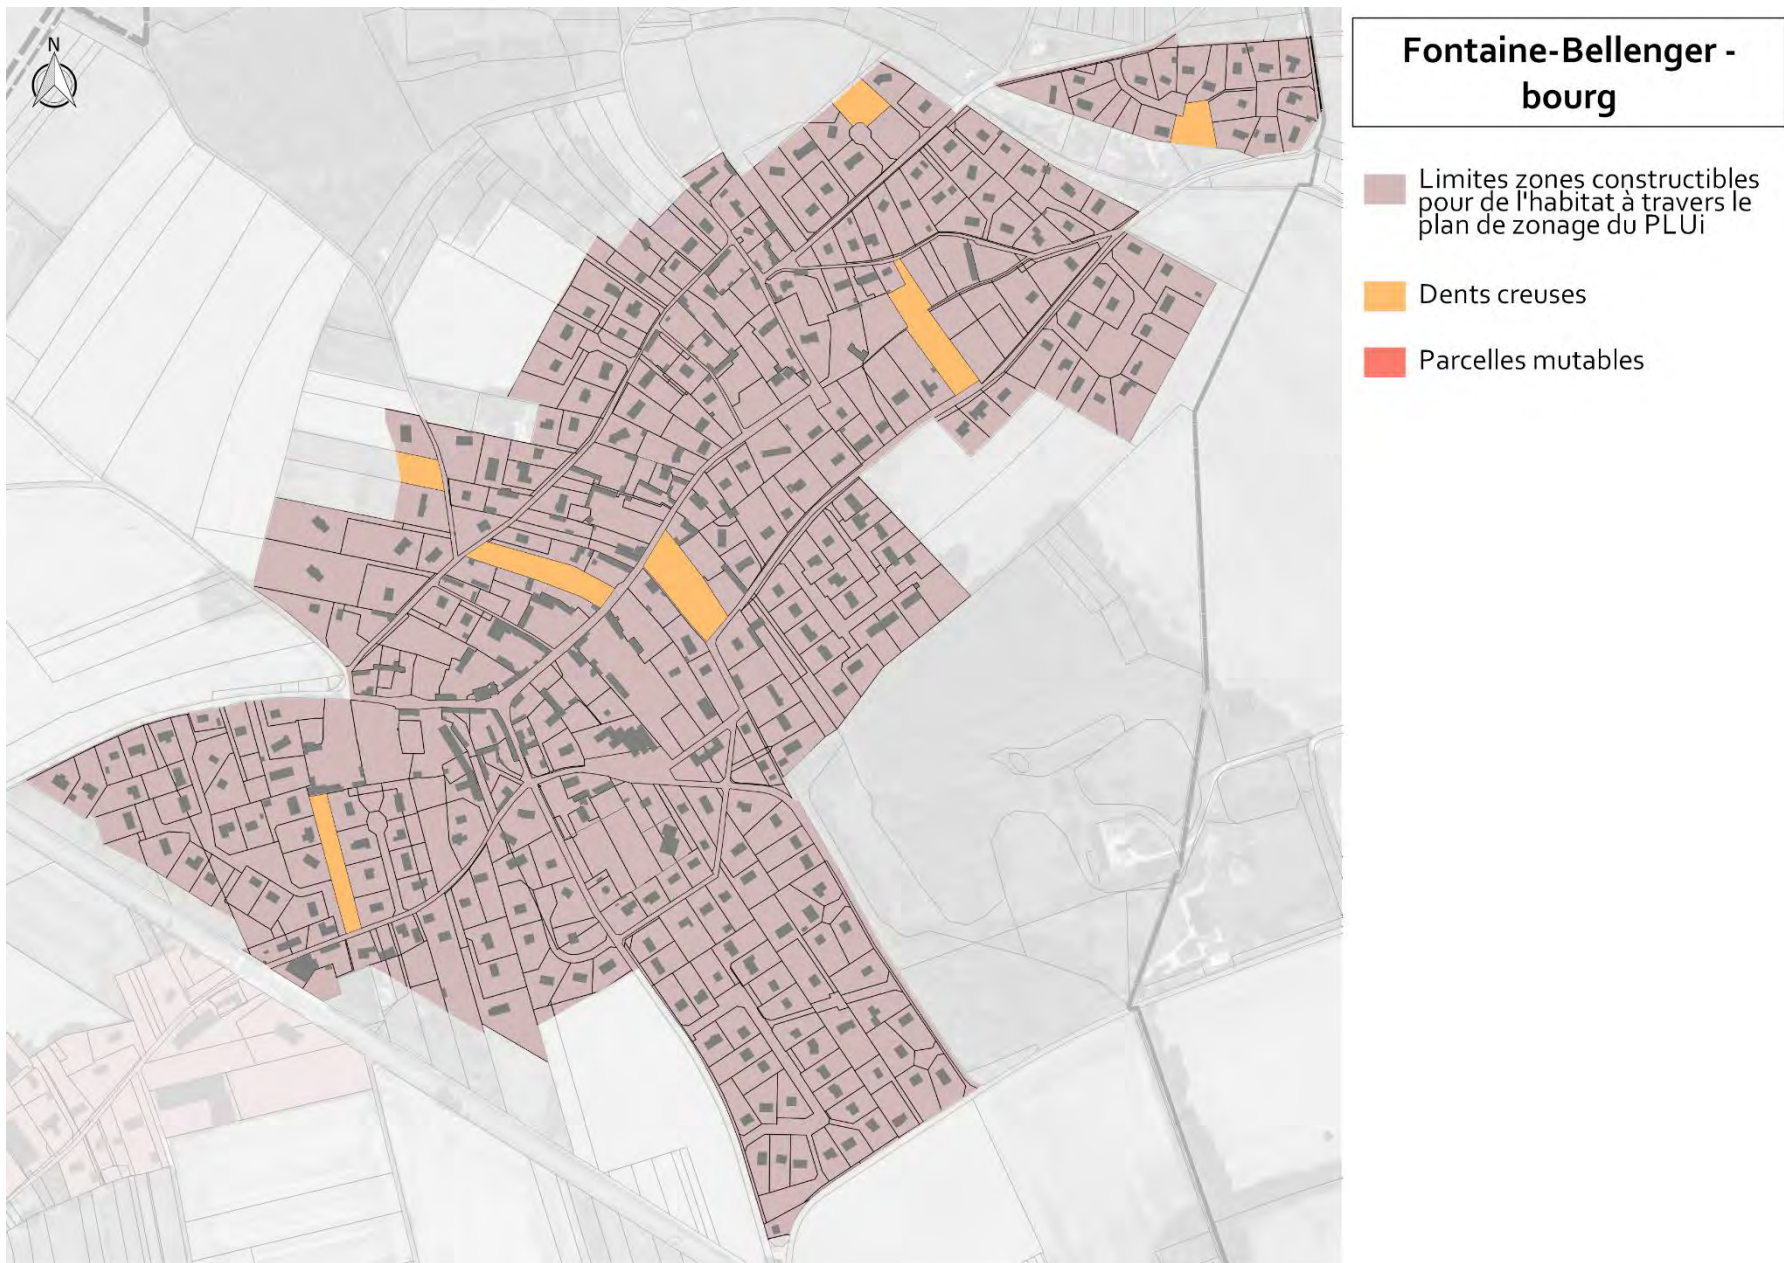 N
Fontaine-Bellenger -
bourg
Limites zones constructibles
pour de l'habitat à travers le
plan de zonage du PLUi
Dents creuses
Parcelles mutables